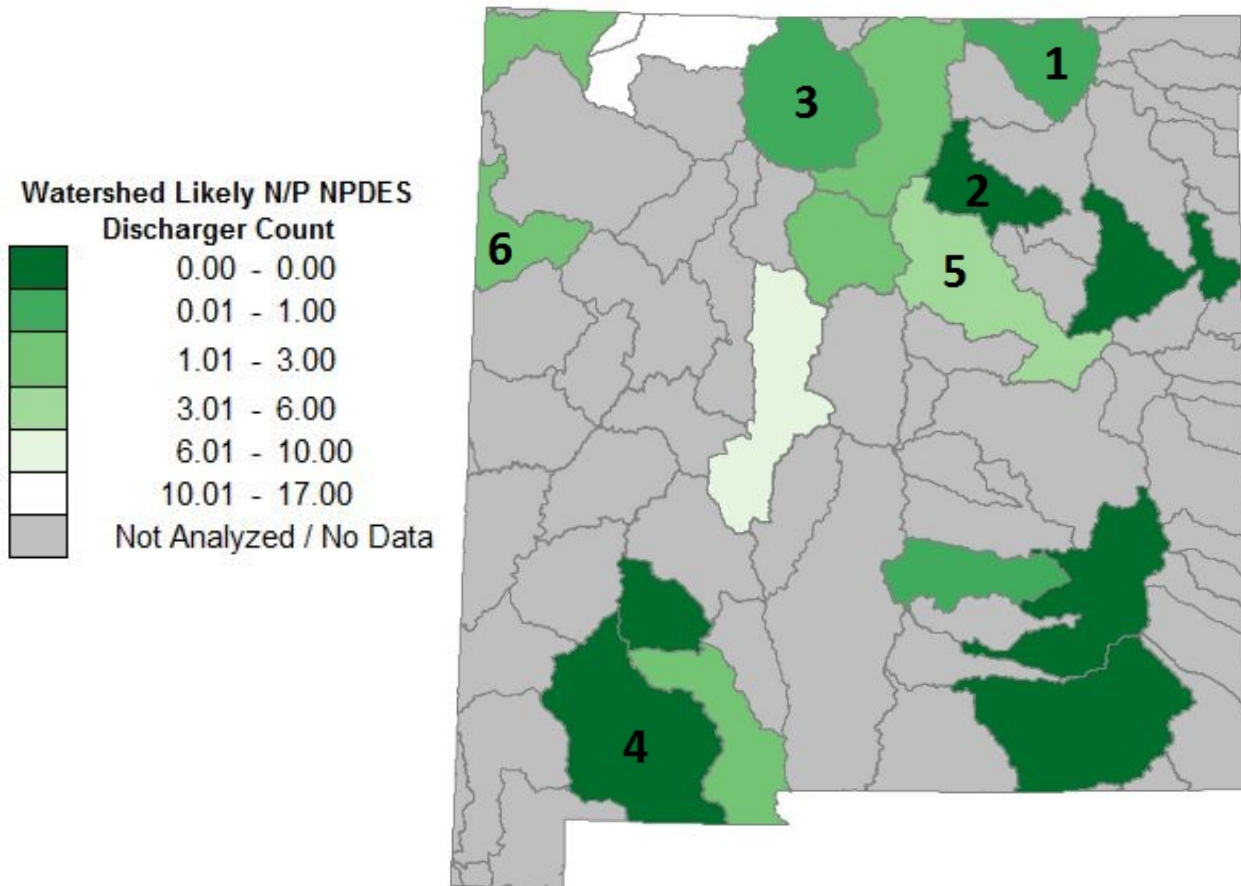 Watershed Likely N/P NPDES
Discharger Count
0.00 - 0.00
0.01 - 1.00
1.01 - 3.00
3.01 - 6.00
6.01 - 10.00
10.01 - 17.00
Not Analyzed / No Data
1
3
2
6
5
4